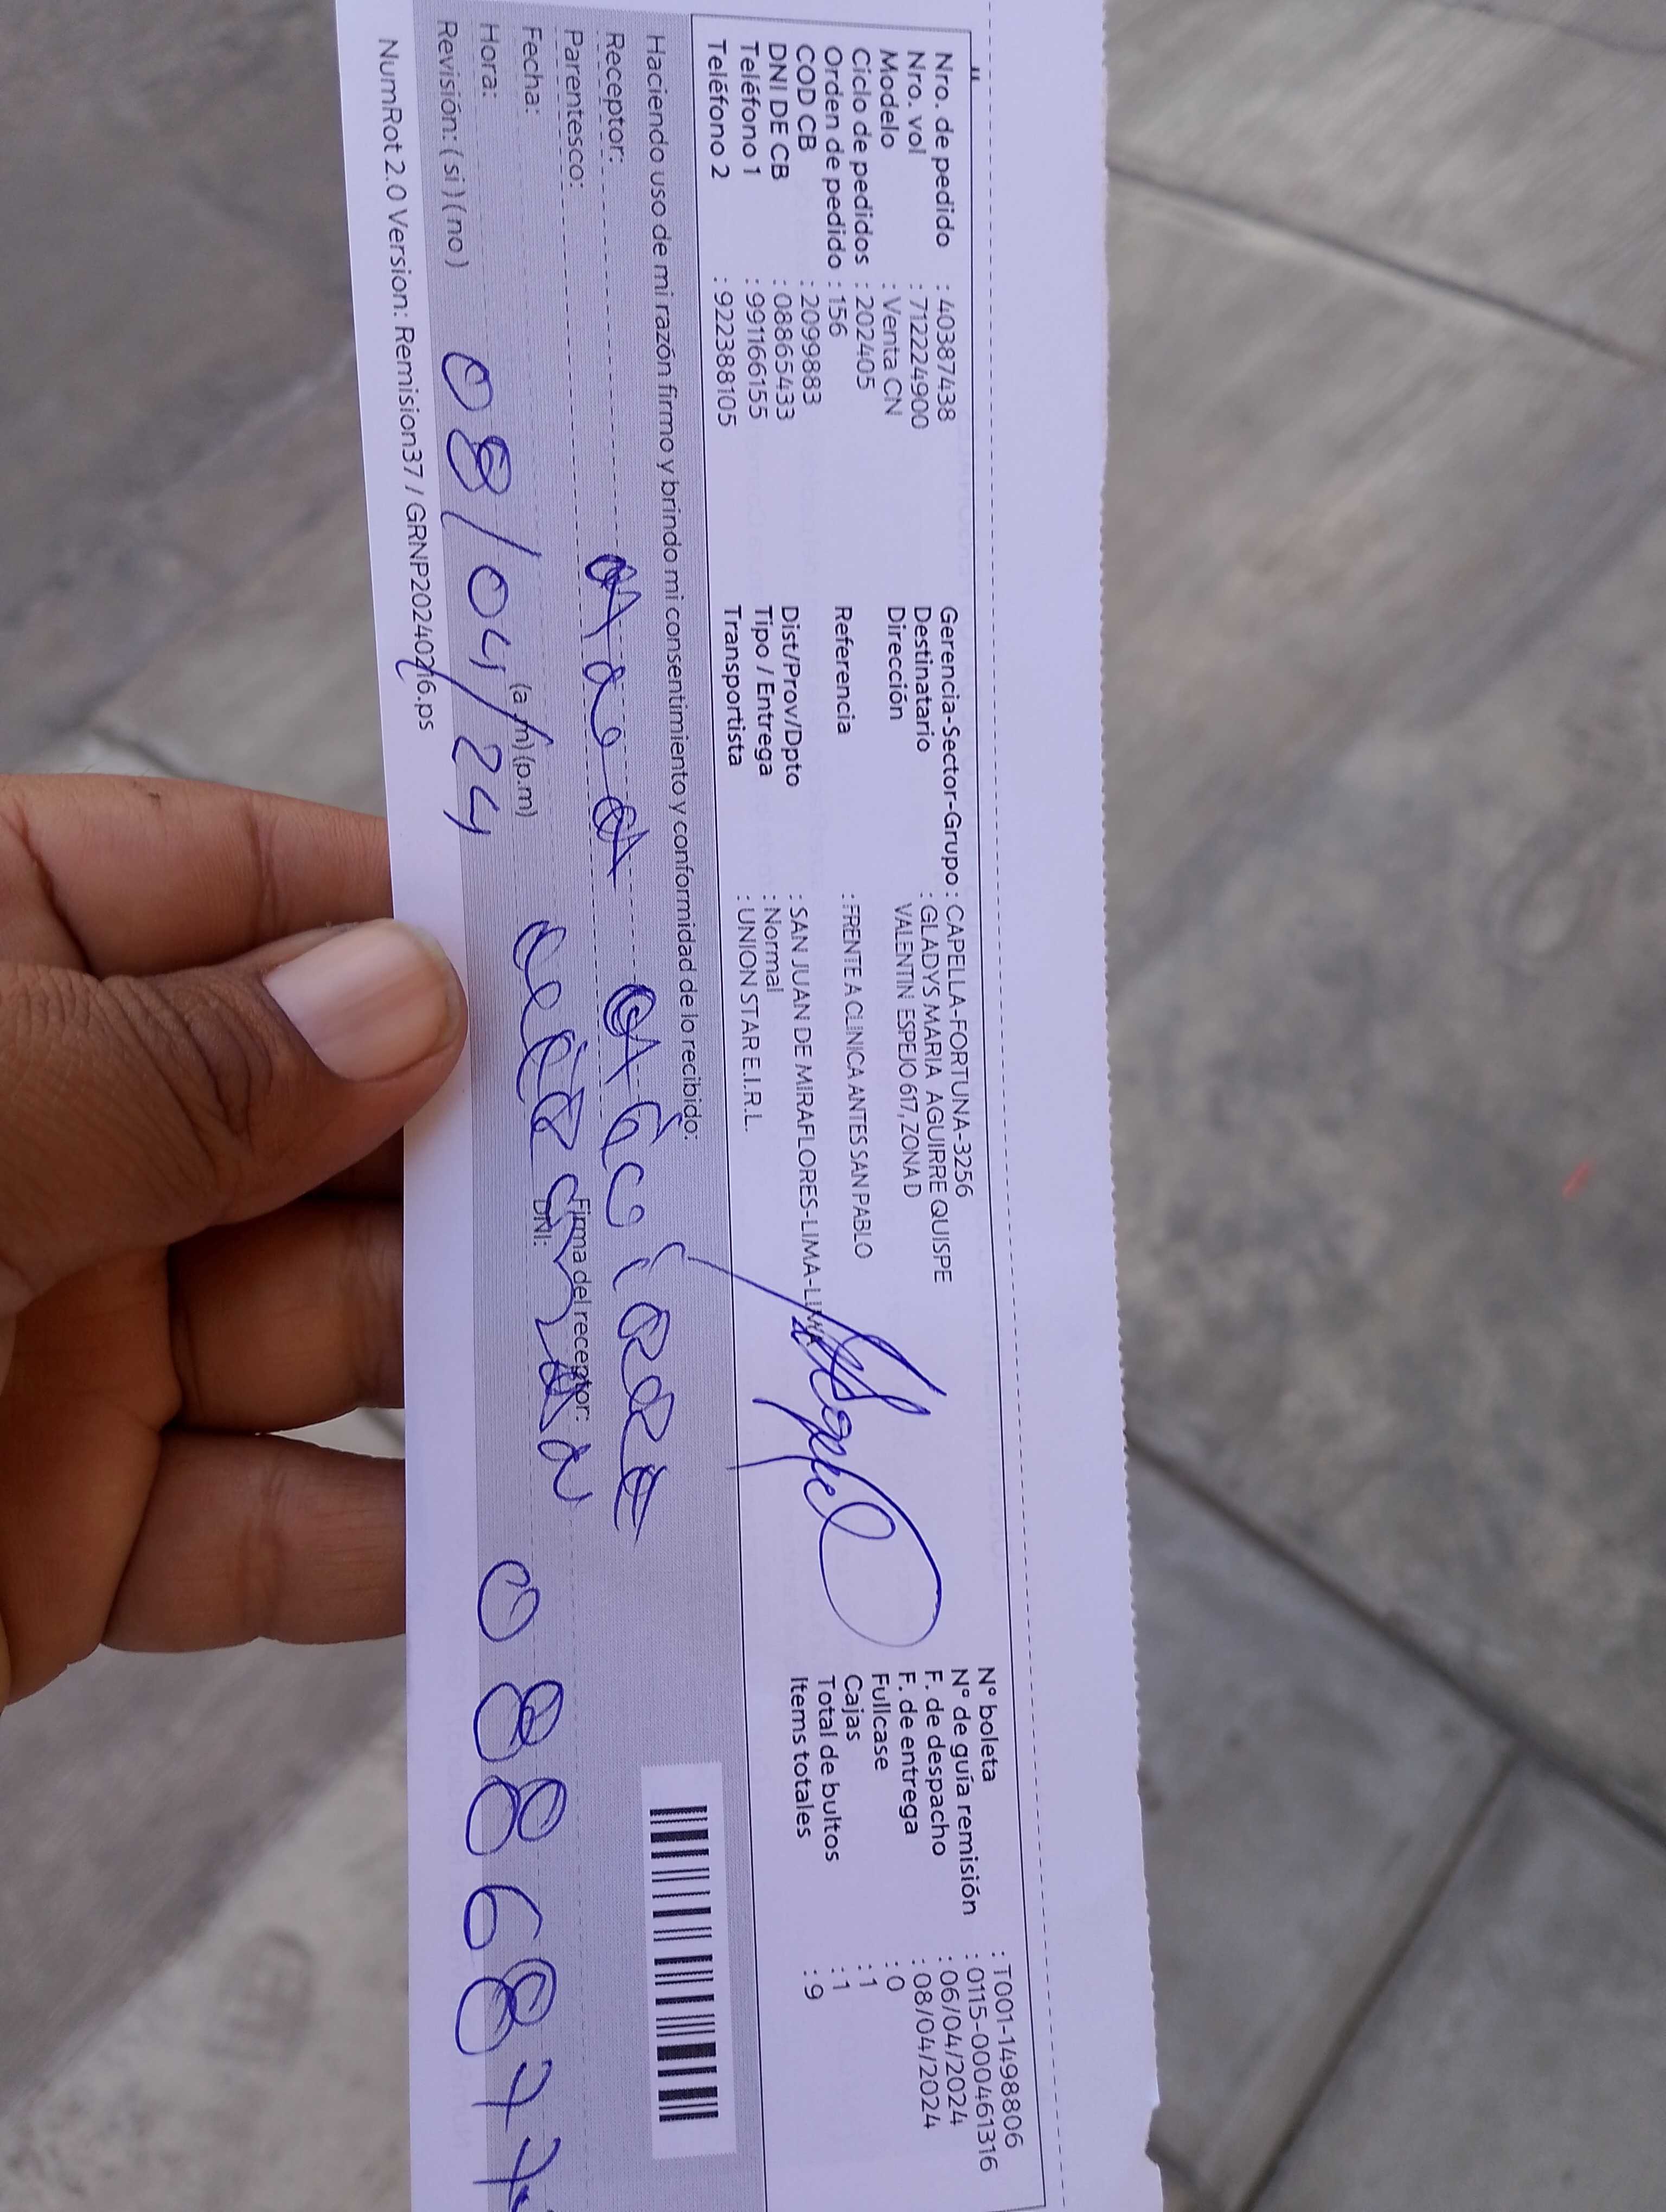 Nro. de pedido : 40387438
Nro. vol : 712224900
Modelo : Venta CN
Ciclo de pedidos : 202405
Orden de pedido : 156
COD CB : 2099883
DNI DE CB : 08865433
Teléfono 1 : 991166155
Teléfono 2 : 922388105
Gerencia-Sector-Grupo : CAPELLA-FORTUNA-3256
Destinatario : GLADYS MARIA AGUIRRE QUISPE
Dirección VALENTIN ESPEJO 617, ZONA D
Referencia : FRENTE A CLINICA ANTES SAN PABLO
Dist/Prov/Dpto : SAN JUAN DE MIRAFLORES-LIMA-LIMA
Tipo / Entrega : Normal
Transportista : UNION STAR E.I.R.L.
N° boleta : T001-1498806
N° de guía remisión : 0115-000461316
F. de despacho : 06/04/2024
F. de entrega : 08/04/2024
Fullcase : 0
Cajas : 1
Total de bultos : 1
Items totales : 9
Haciendo uso de mi razón firmo y brindo mi consentimiento y conformidad de lo recibido:
Receptor:
Parentesco:
Fecha:
Hora: (a.m) (p.m)
Revisión: ( si ) ( no )
Firma del receptor:
DNI:
08/04/24
0886877
NumRot 2.0 Version: Remision37 / GRNP20240216.ps